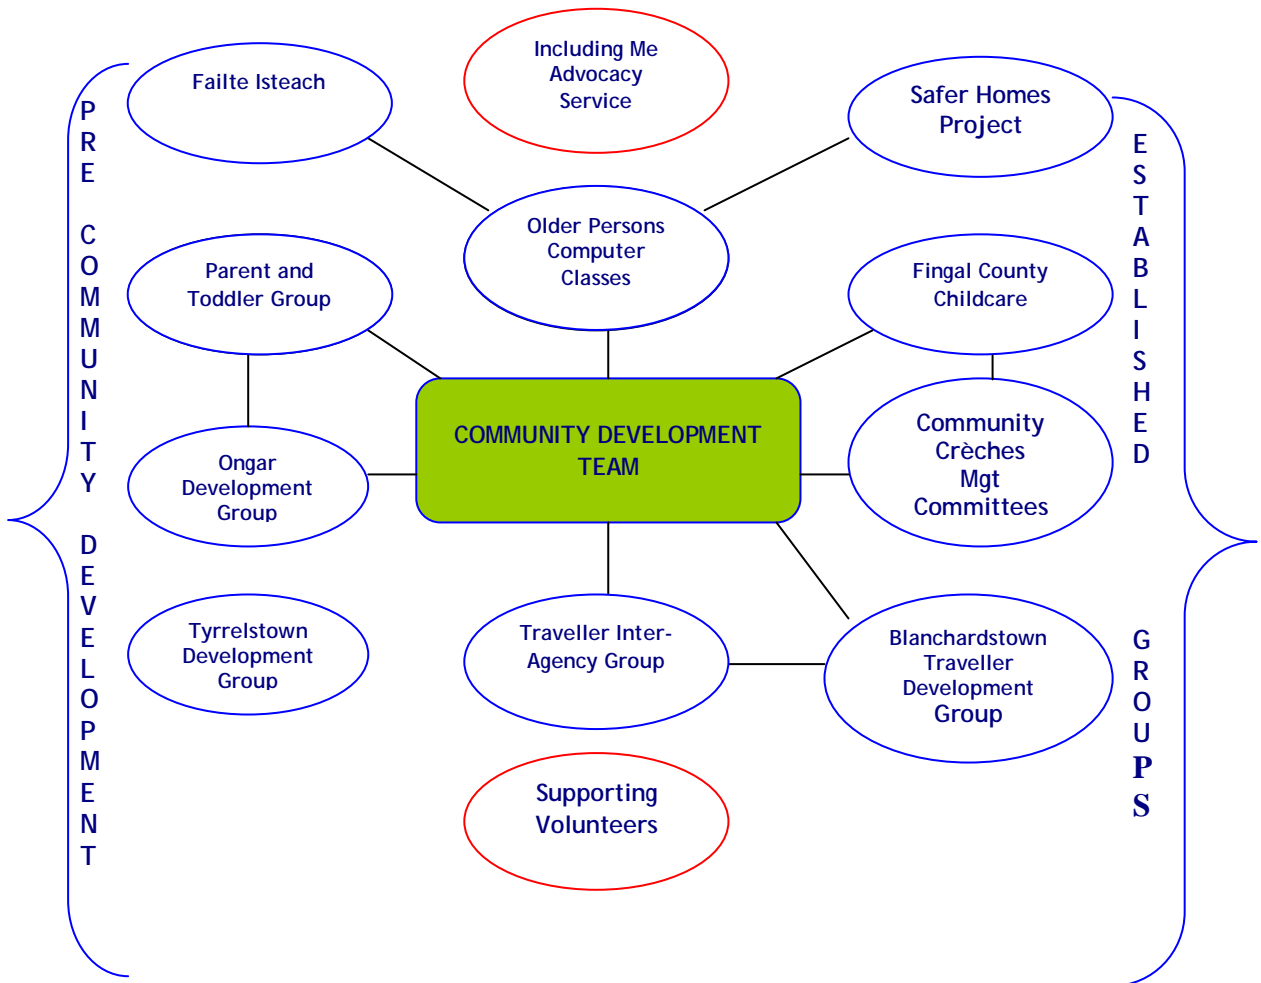 Failte Isteach
Including Me
Advocacy
Service
Safer Homes
Project
PRE COMMUNITY DEVELOPMENT
ESTABLISHED GROUPS
Older Persons
Computer
Classes
Parent and
Toddler Group
Fingal County
Childcare
COMMUNITY DEVELOPMENT
TEAM
Ongar
Development
Group
Community
Crèches
Mgt
Committees
Tyrrelstown
Development
Group
Traveller Inter-
Agency Group
Blanchardstown
Traveller
Development
Group
Supporting
Volunteers